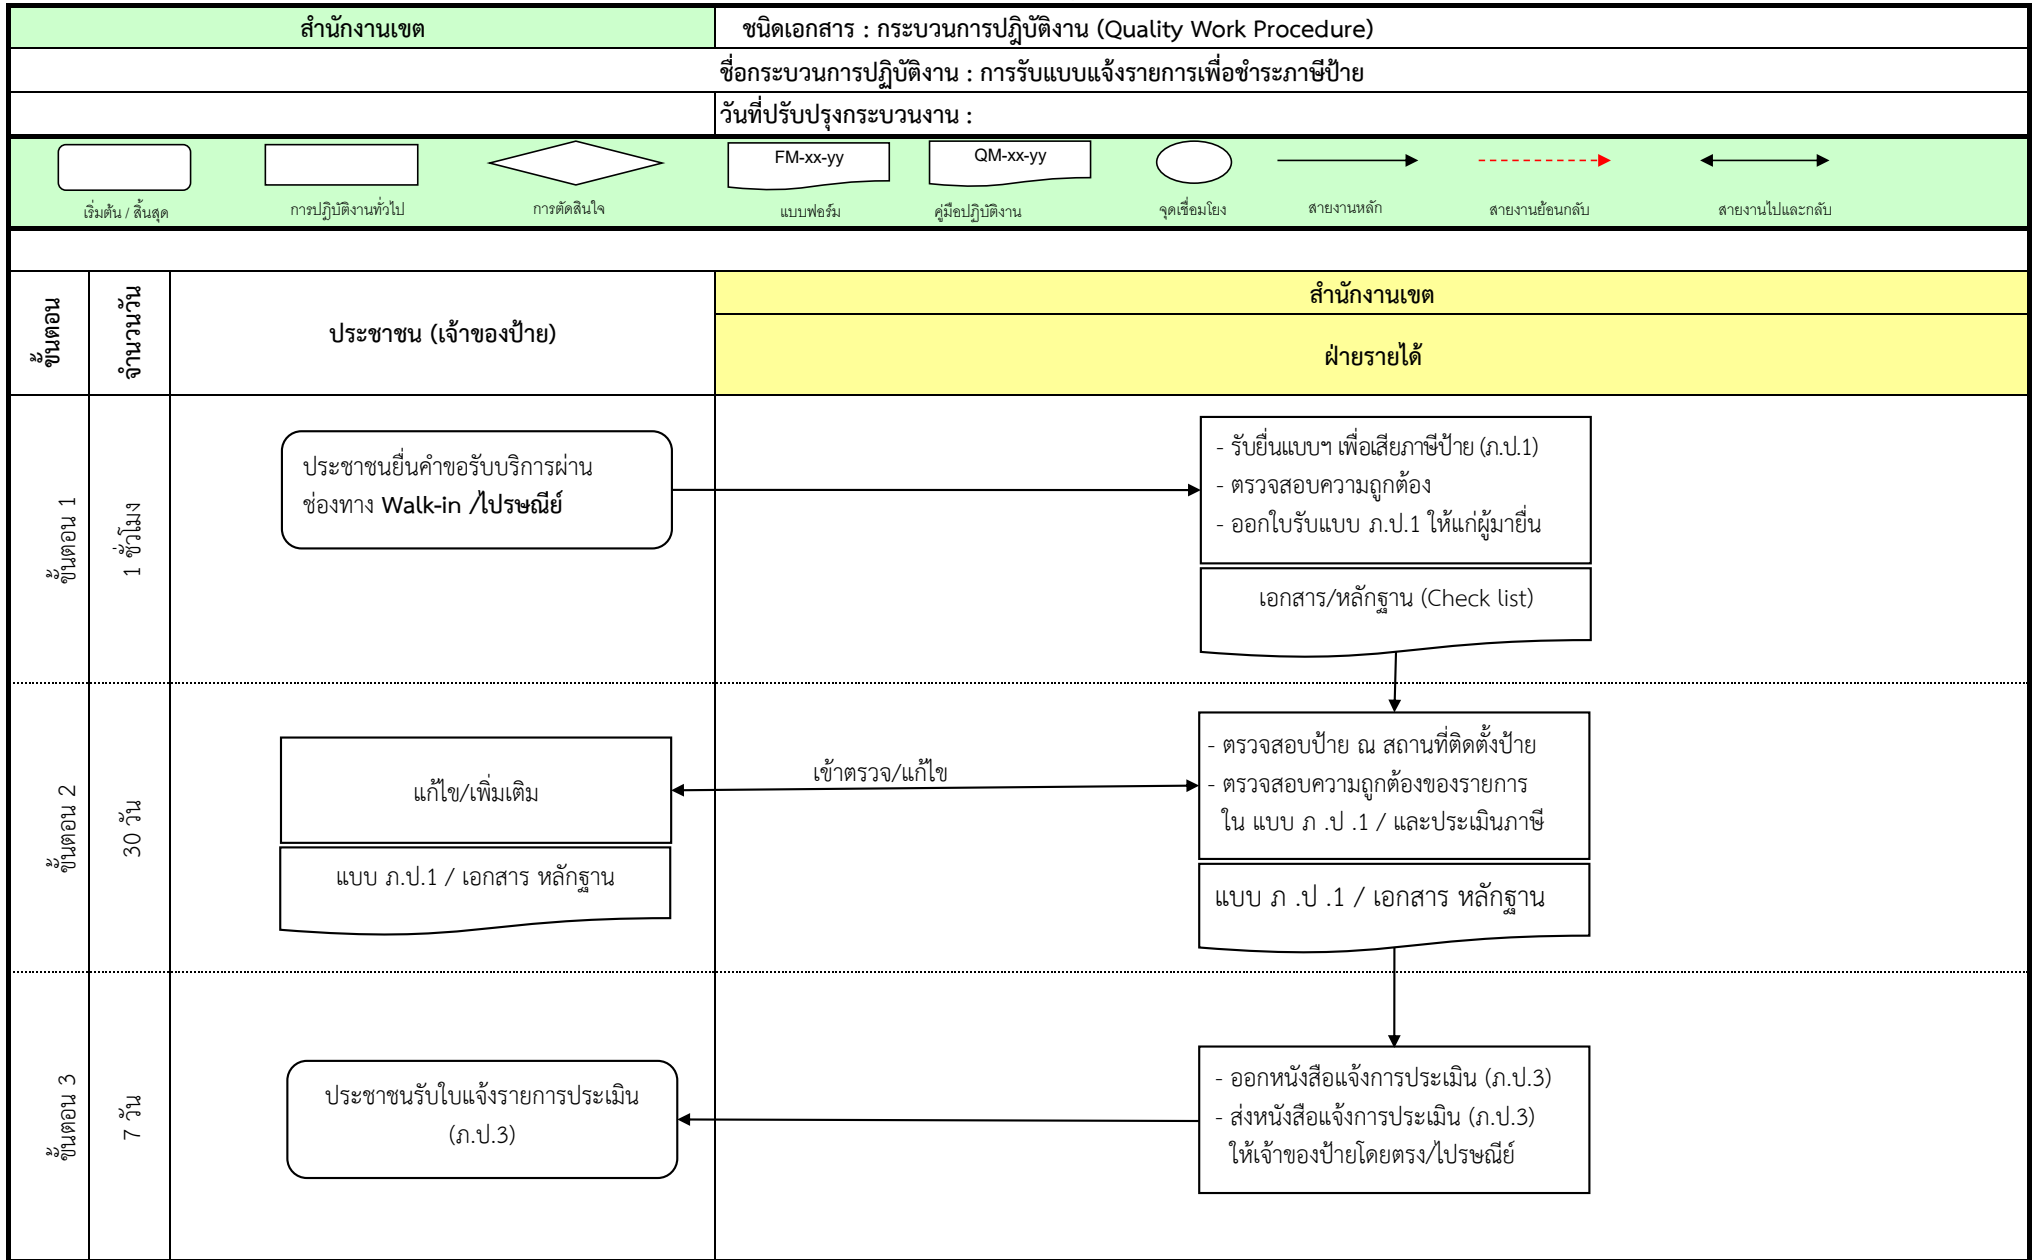 สำนักงานเขต
ชนิดเอกสาร : กระบวนการปฎิบัติงาน (Quality Work Procedure)
ชื่อกระบวนการปฏิบัติงาน : การรับแบบแจ้งรายการเพื่อชำระภาษีป้าย
วันที่ปรับปรุงกระบวนงาน :
FM-xx-yy
QM-xx-yy
เริ่มต้น / สิ้นสุด
การปฏิบัติงานทั่วไป
การตัดสินใจ
แบบฟอร์ม
คู่มือปฏิบัติงาน
จุดเชื่อมโยง
สายงานหลัก
สายงานย้อนกลับ
สายงานไปและกลับ
ขั้นตอน
จำนวนวัน
ประชาชน (เจ้าของป้าย)
สำนักงานเขต
ฝ่ายรายได้
ขั้นตอน 1
1 ชั่วโมง
ประชาชนยื่นคำขอรับบริการผ่าน
ช่องทาง Walk-in /ไปรษณีย์
- รับยื่นแบบฯ เพื่อเสียภาษีป้าย (ภ.ป.1)
- ตรวจสอบความถูกต้อง
- ออกใบรับแบบ ภ.ป.1 ให้แก่ผู้มายื่น
เอกสาร/หลักฐาน (Check list)
ขั้นตอน 2
30 วัน
แก้ไข/เพิ่มเติม
แบบ ภ.ป.1 / เอกสาร หลักฐาน
เข้าตรวจ/แก้ไข
- ตรวจสอบป้าย ณ สถานที่ติดตั้งป้าย
- ตรวจสอบความถูกต้องของรายการ
ใน แบบ ภ .ป .1 / และประเมินภาษี
แบบ ภ .ป .1 / เอกสาร หลักฐาน
ขั้นตอน 3
7 วัน
ประชาชนรับใบแจ้งรายการประเมิน
(ภ.ป.3)
- ออกหนังสือแจ้งการประเมิน (ภ.ป.3)
- ส่งหนังสือแจ้งการประเมิน (ภ.ป.3)
ให้เจ้าของป้ายโดยตรง/ไปรษณีย์